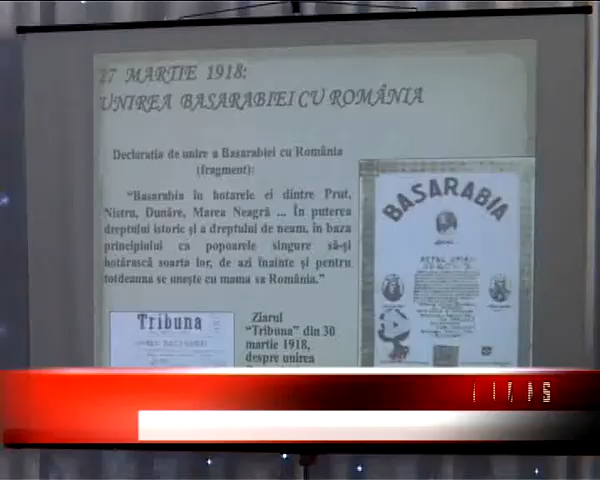 27 MARTIE 1918:
UNIREA BASARABIEI CU ROMÂNIA
Declarația de unire a Basarabiei cu România
(fragment):
“Basarabia în hotarele ei dintre Prut,
Nistru, Dunăre, Marea Neagră ... În puterea
dreptului istoric și a dreptului de neam, în baza
principiului ca popoarele singure să-și
hotărască soarta lor, de azi înainte și pentru
totdeauna se unește cu mama sa România.”
BASARABIA
Tribuna
Ziarul
“Tribuna” din 30
martie 1918,
despre unirea